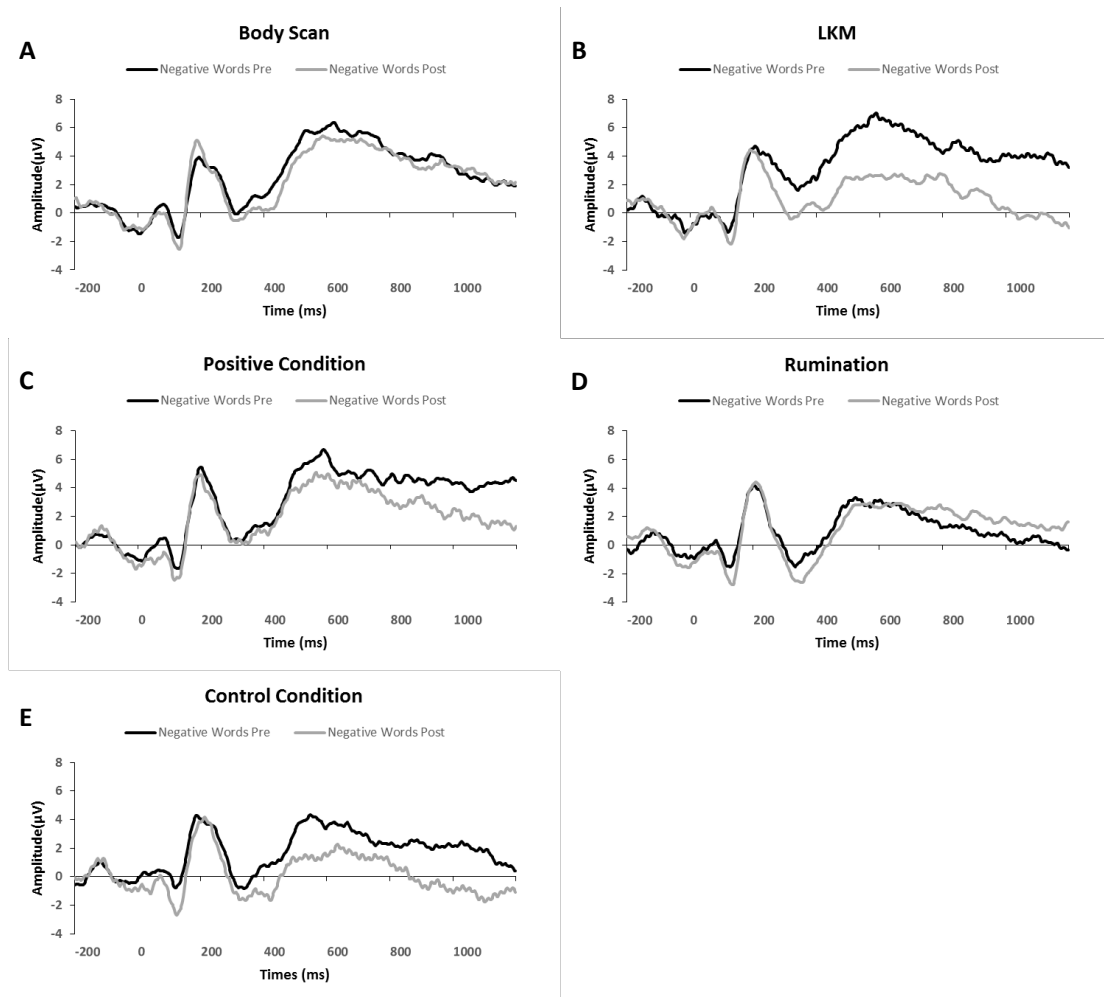 A
Body Scan
Negative Words Pre Negative Words Post
8
6
4
2
0
-2
-4
Amplitude(µV)
-200 0 200 400 600 800 1000
Time (ms)
B
LKM
Negative Words Pre Negative Words Post
8
6
4
2
0
-2
-4
Amplitude(µV)
-200 0 200 400 600 800 1000
Time (ms)
C
Positive Condition
Negative Words Pre Negative Words Post
8
6
4
2
0
-2
-4
Amplitude(µV)
-200 0 200 400 600 800 1000
Time (ms)
D
Rumination
Negative Words Pre Negative Words Post
8
6
4
2
0
-2
-4
Amplitude(µV)
-200 0 200 400 600 800 1000
Time (ms)
E
Control Condition
Negative Words Pre Negative Words Post
8
6
4
2
0
-2
-4
Amplitude(µV)
-200 0 200 400 600 800 1000
Times (ms)